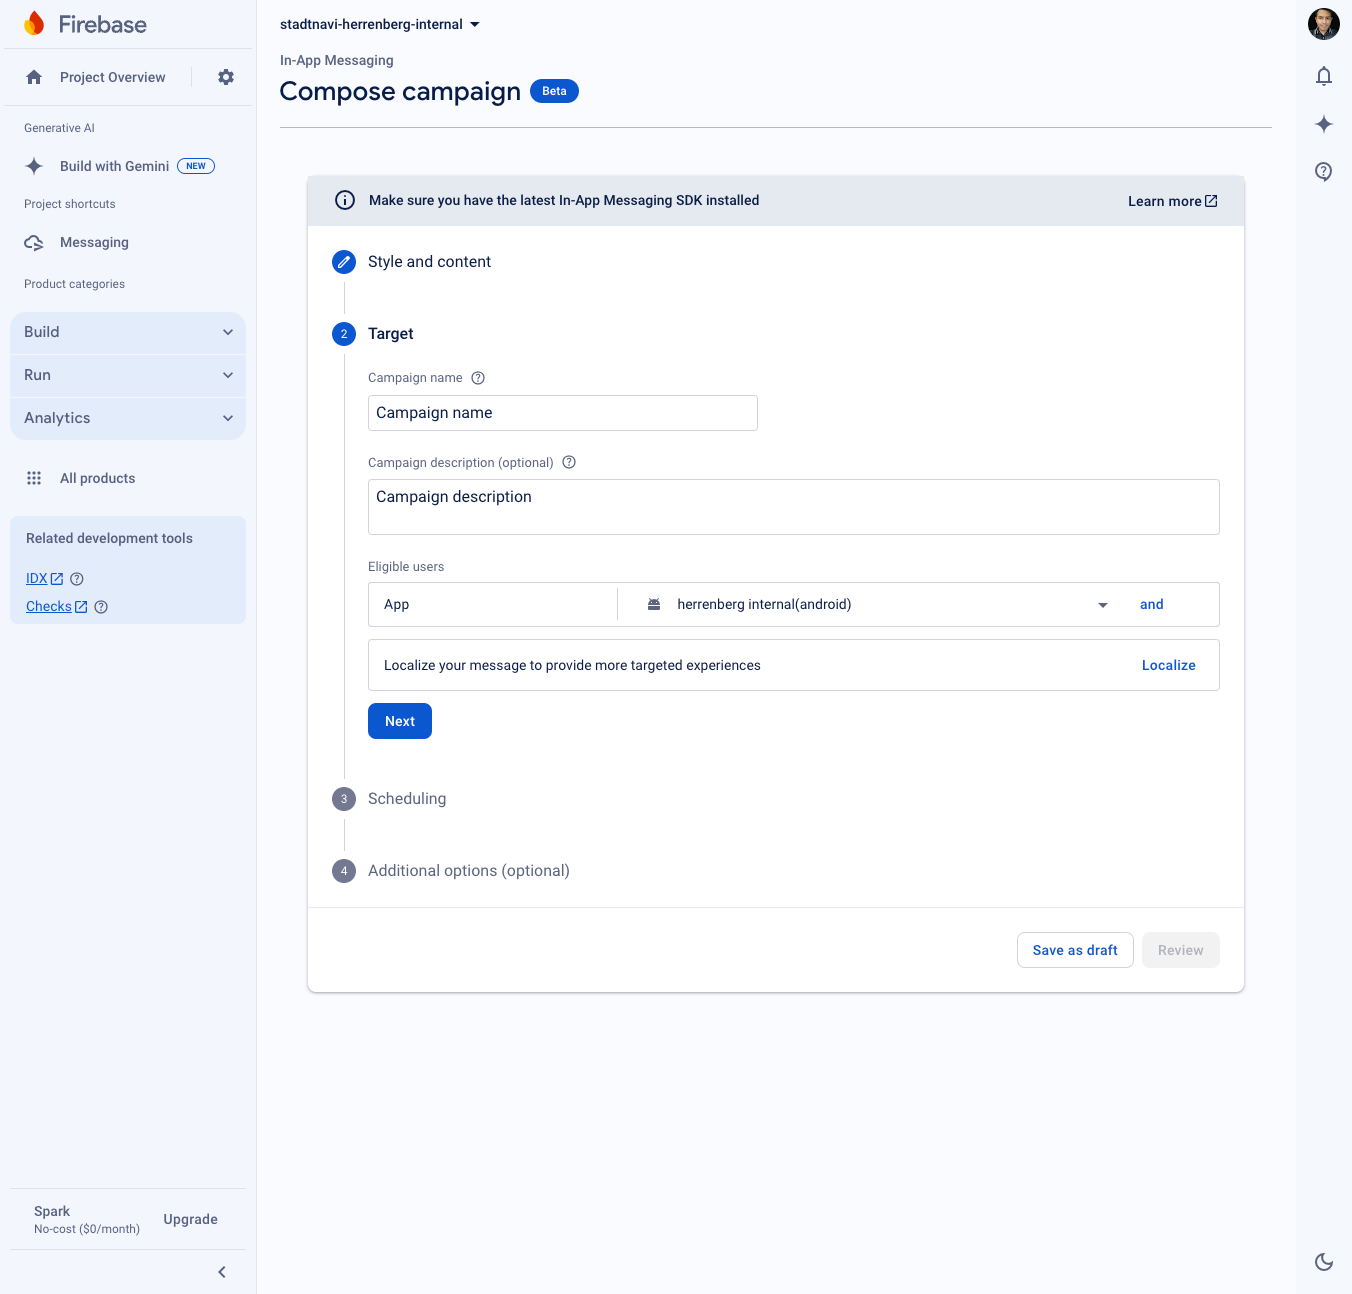 Firebase
Project Overview
Generative AI
Build with Gemini NEW
Project shortcuts
Messaging
Product categories
Build
Run
Analytics
All products
Related development tools
IDX
Checks
Spark
No-cost ($0/month)
Upgrade
stadtnavi-herrenberg-internal
In-App Messaging
Compose campaign Beta
Make sure you have the latest In-App Messaging SDK installed
Learn more
Style and content
2 Target
Campaign name
Campaign name
Campaign description (optional)
Campaign description
Eligible users
App herrenberg internal(android) and
Localize your message to provide more targeted experiences Localize
Next
3 Scheduling
4 Additional options (optional)
Save as draft Review